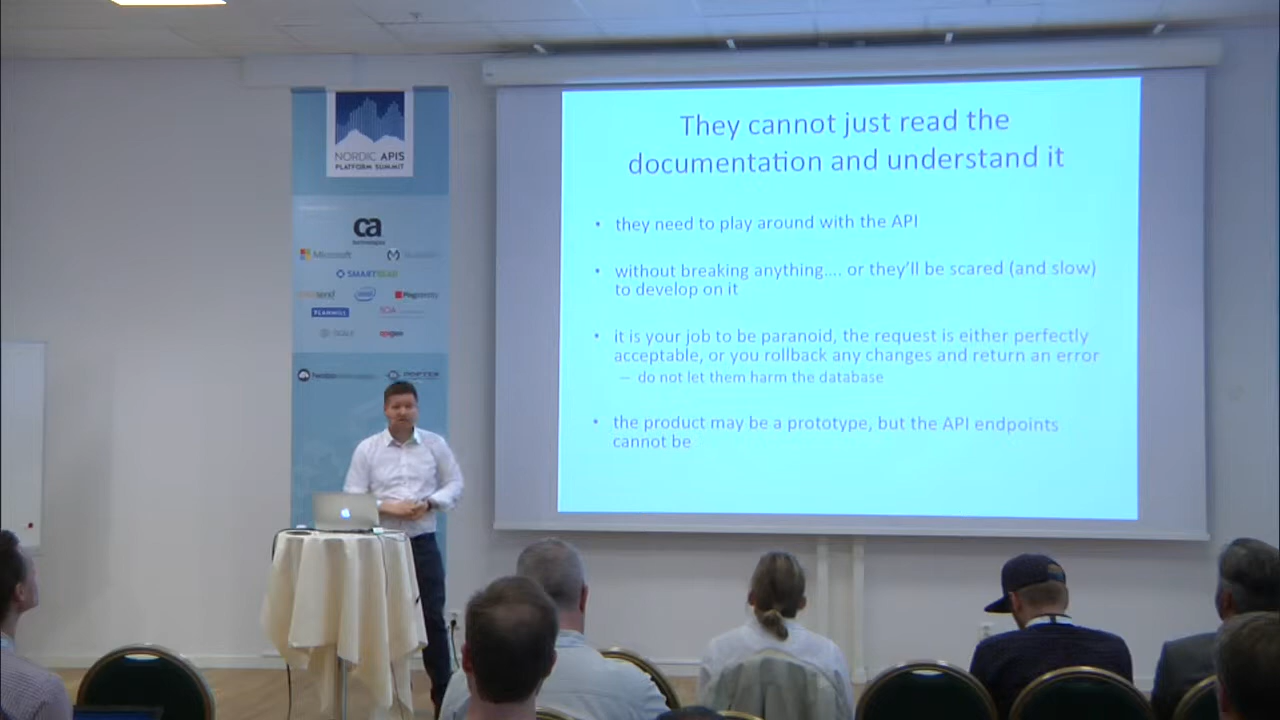 NORDIC APIS
PLATFORM SUMMIT
ca
technologies
Microsoft
SMARTBEAR
intel
PingIdentity
PLANMILL
apigee
They cannot just read the
documentation and understand it
• they need to play around with the API
• without breaking anything.... or they'll be scared (and slow)
to develop on it
• it is your job to be paranoid, the request is either perfectly
acceptable, or you rollback any changes and return an error
– do not let them harm the database
• the product may be a prototype, but the API endpoints
cannot be